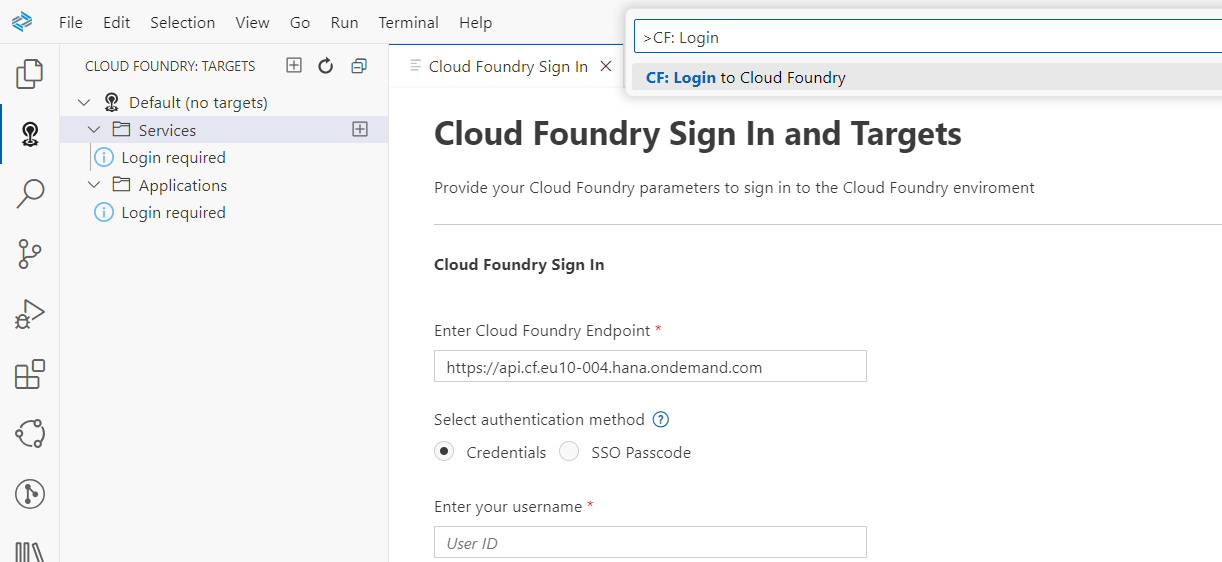 File Edit Selection View Go Run Terminal Help
>CF: Login
CF: Login to Cloud Foundry
CLOUD FOUNDRY: TARGETS
Default (no targets)
Services
Login required
Applications
Login required
Cloud Foundry Sign In
Cloud Foundry Sign In and Targets
Provide your Cloud Foundry parameters to sign in to the Cloud Foundry enviroment
Cloud Foundry Sign In
Enter Cloud Foundry Endpoint *
https://api.cf.eu10-004.hana.ondemand.com
Select authentication method ?
Credentials SSO Passcode
Enter your username *
User ID